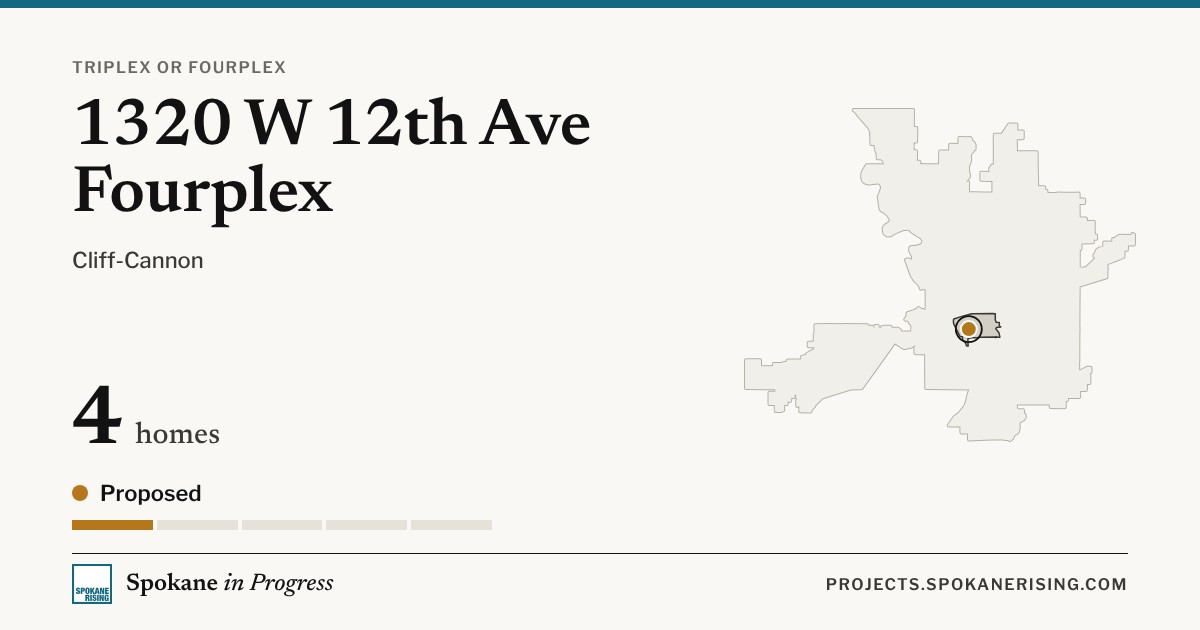 TRIPLEX OR FOURPLEX
1320 W 12th Ave
Fourplex
Cliff-Cannon
4 homes
Proposed
SPOKANE
RISING
Spokane in Progress
PROJECTS.SPOKANERISING.COM